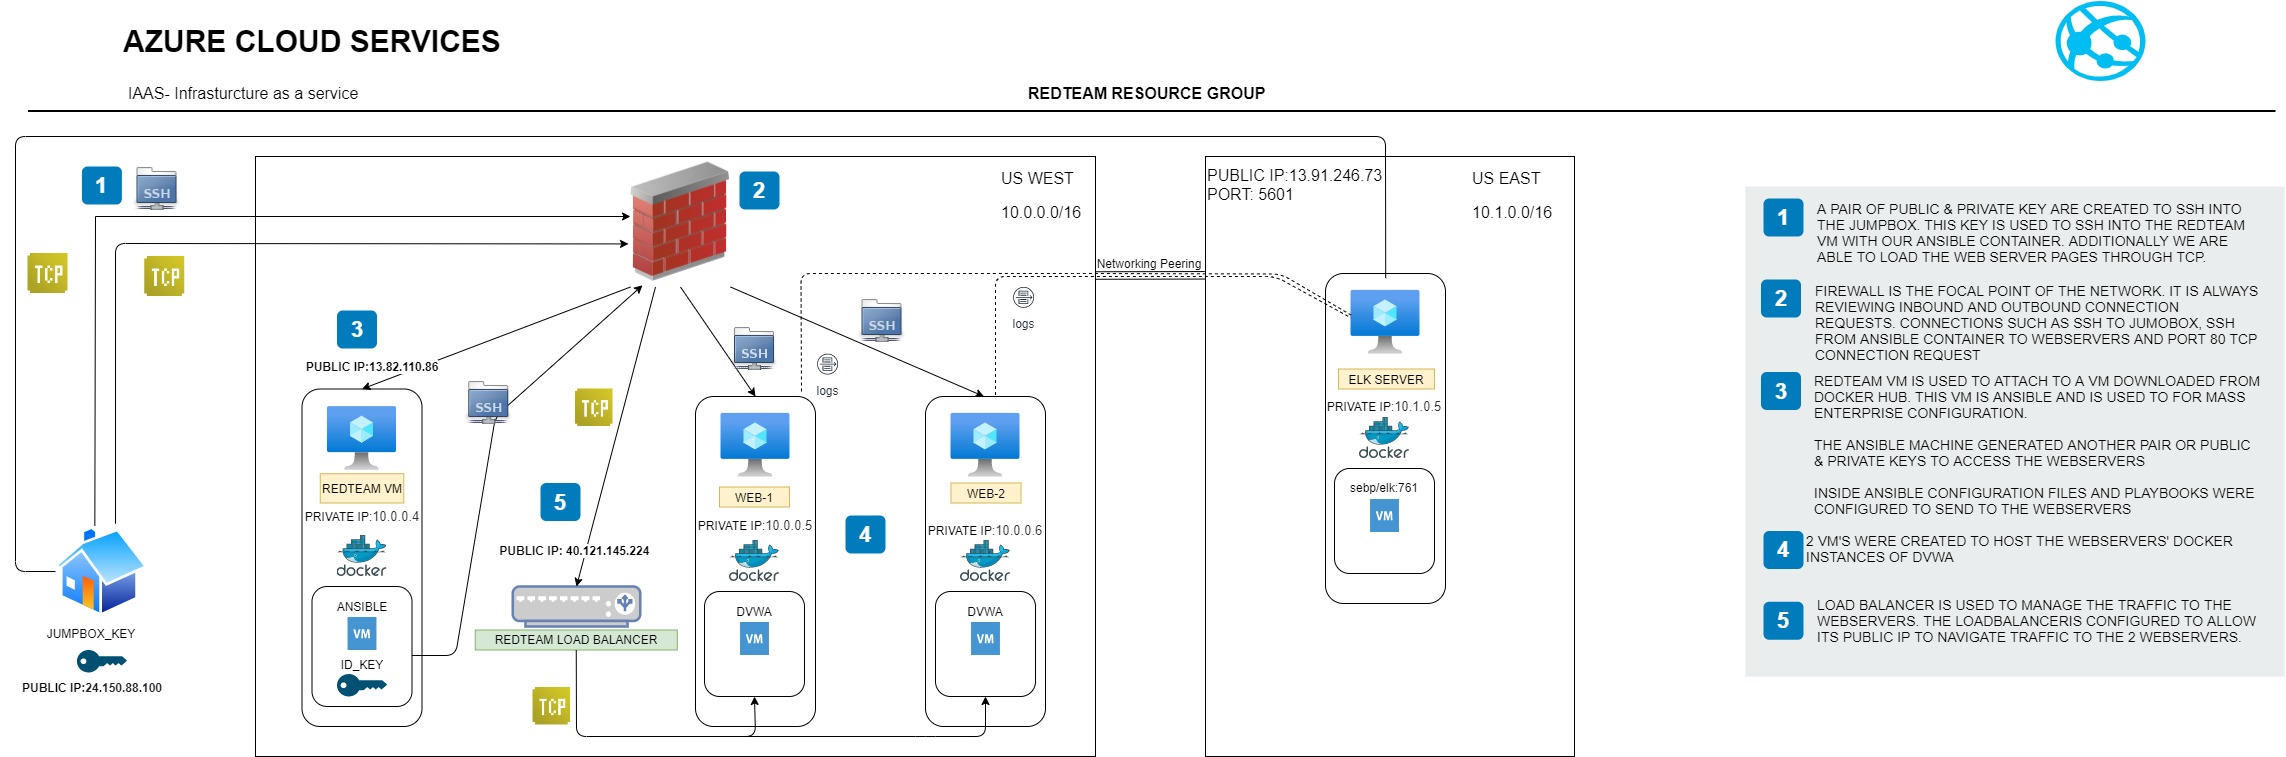 AZURE CLOUD SERVICES
IAAS- Infrasturcture as a service
REDTEAM RESOURCE GROUP
1
SSH
TCP
TCP
JUMPBOX_KEY
PUBLIC IP:24.150.88.100
2
US WEST
10.0.0.0/16
3
PUBLIC IP:13.82.110.86
REDTEAM VM
PRIVATE IP:10.0.0.4
docker
ANSIBLE
VM
ID_KEY
SSH
TCP
5
PUBLIC IP: 40.121.145.224
REDTEAM LOAD BALANCER
TCP
SSH
logs
WEB-1
PRIVATE IP:10.0.0.5
docker
DVWA
VM
4
SSH
logs
WEB-2
PRIVATE IP:10.0.0.6
docker
DVWA
VM
Networking Peering
PUBLIC IP:13.91.246.73
PORT: 5601
US EAST
10.1.0.0/16
ELK SERVER
PRIVATE IP:10.1.0.5
docker
sebp/elk:761
VM
1
A PAIR OF PUBLIC & PRIVATE KEY ARE CREATED TO SSH INTO
THE JUMPBOX. THIS KEY IS USED TO SSH INTO THE REDTEAM
VM WITH OUR ANSIBLE CONTAINER. ADDITIONALLY WE ARE
ABLE TO LOAD THE WEB SERVER PAGES THROUGH TCP.
2
FIREWALL IS THE FOCAL POINT OF THE NETWORK. IT IS ALWAYS
REVIEWING INBOUND AND OUTBOUND CONNECTION
REQUESTS. CONNECTIONS SUCH AS SSH TO JUMOBOX, SSH
FROM ANSIBLE CONTAINER TO WEBSERVERS AND PORT 80 TCP
CONNECTION REQUEST
3
REDTEAM VM IS USED TO ATTACH TO A VM DOWNLOADED FROM
DOCKER HUB. THIS VM IS ANSIBLE AND IS USED TO FOR MASS
ENTERPRISE CONFIGURATION.
THE ANSIBLE MACHINE GENERATED ANOTHER PAIR OR PUBLIC
& PRIVATE KEYS TO ACCESS THE WEBSERVERS
INSIDE ANSIBLE CONFIGURATION FILES AND PLAYBOOKS WERE
CONFIGURED TO SEND TO THE WEBSERVERS
4
2 VM'S WERE CREATED TO HOST THE WEBSERVERS' DOCKER
INSTANCES OF DVWA
5
LOAD BALANCER IS USED TO MANAGE THE TRAFFIC TO THE
WEBSERVERS. THE LOADBALANCERIS CONFIGURED TO ALLOW
ITS PUBLIC IP TO NAVIGATE TRAFFIC TO THE 2 WEBSERVERS.